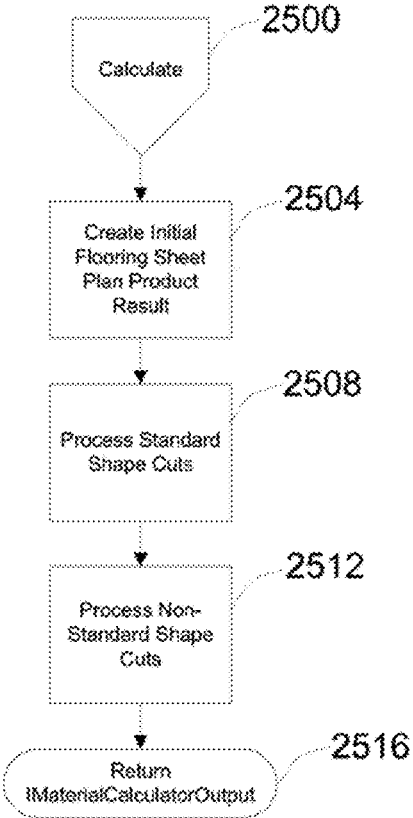 2500
Calculate
2504
Create Initial
Flooring Sheet
Plan Product
Result
2508
Process Standard
Shape Cuts
2512
Process Non-
Standard Shape
Cuts
2516
Return
IMaterialCalculatorOutput